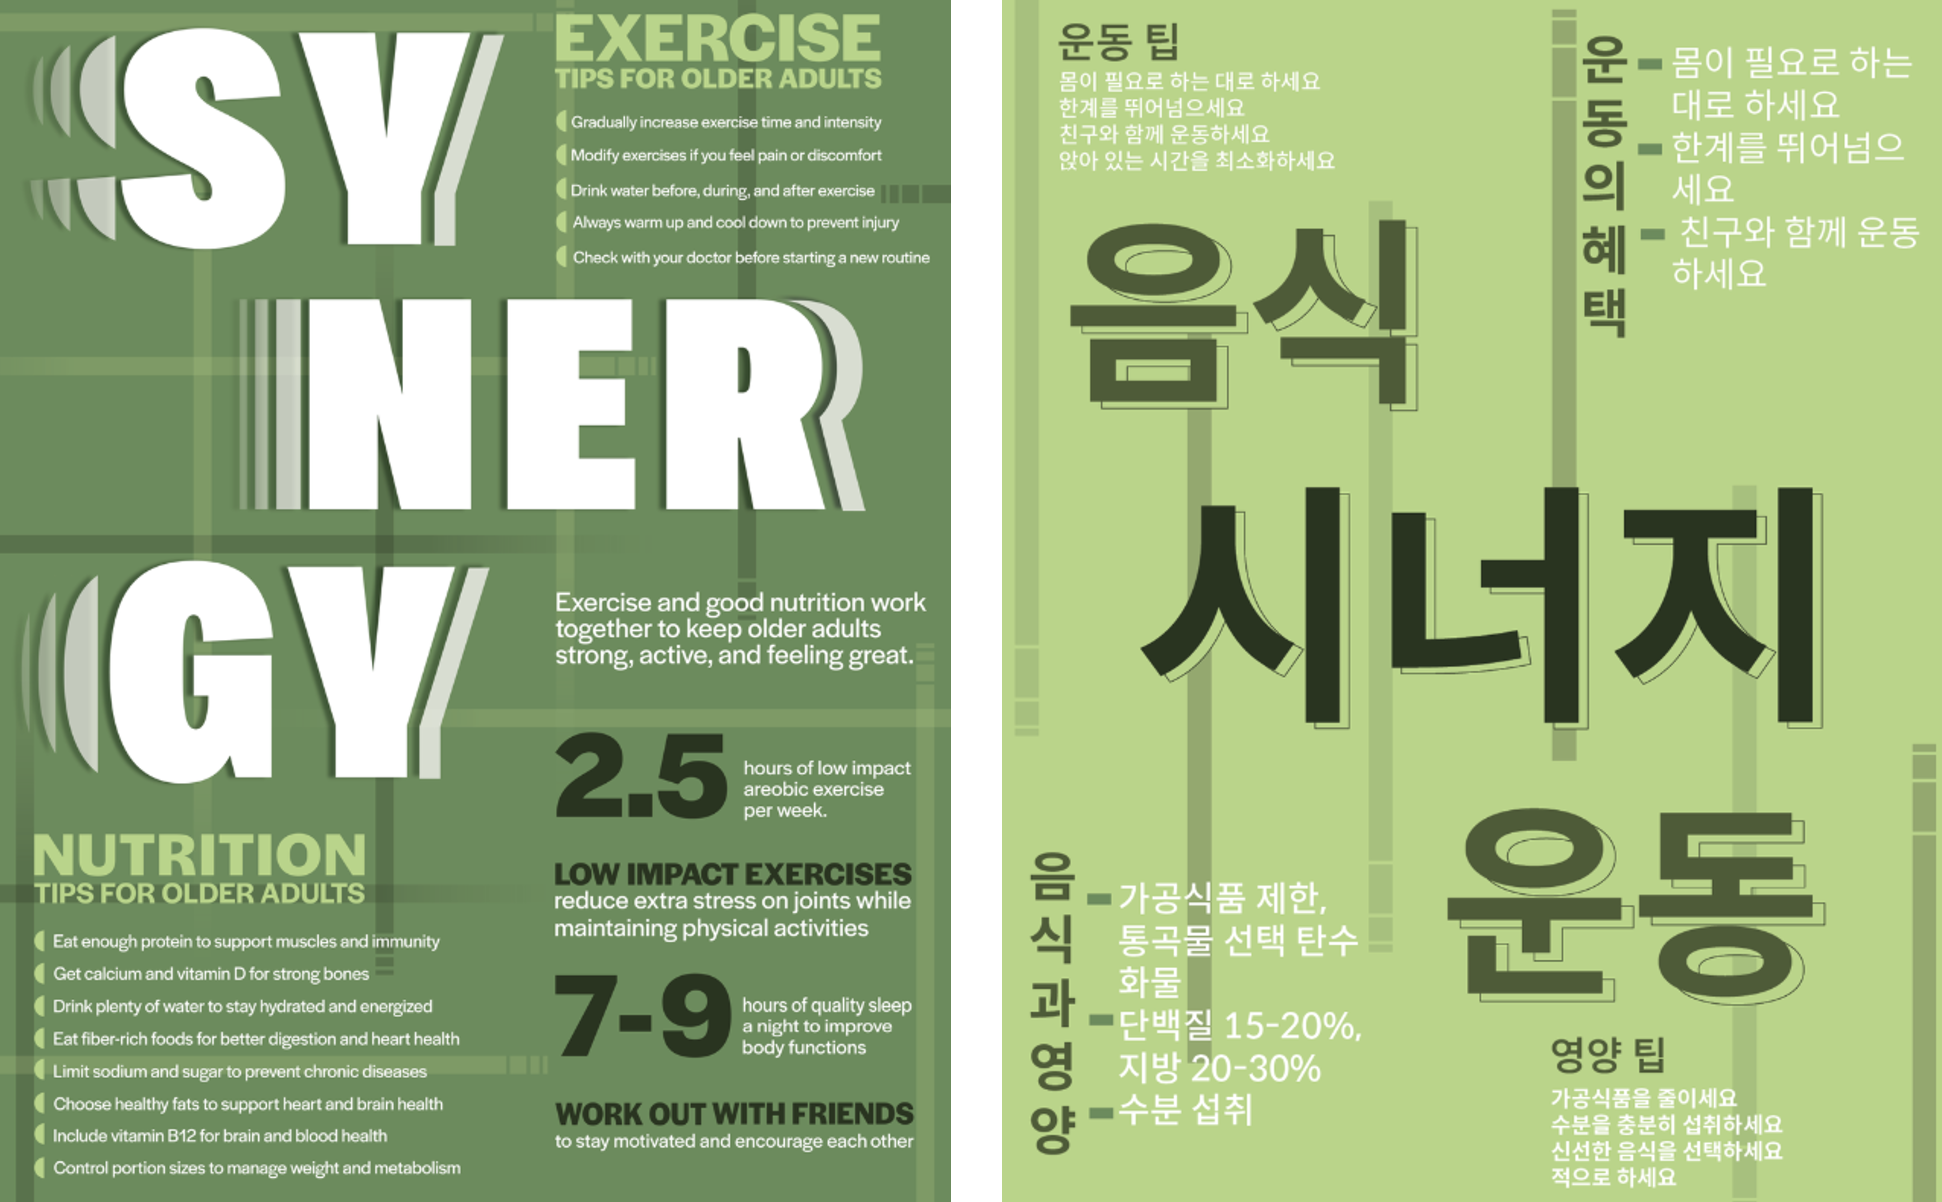 SY
NER
GY
EXERCISE
TIPS FOR OLDER ADULTS
Gradually increase exercise time and intensity
Modify exercises if you feel pain or discomfort
Drink water before, during, and after exercise
Always warm up and cool down to prevent injury
Check with your doctor before starting a new routine
Exercise and good nutrition work
together to keep older adults
strong, active, and feeling great.
2.5
hours of low impact
areobic exercise
per week.
LOW IMPACT EXERCISES
reduce extra stress on joints while
maintaining physical activities
7-9
hours of quality sleep
a night to improve
body functions
WORK OUT WITH FRIENDS
to stay motivated and encourage each other
NUTRITION
TIPS FOR OLDER ADULTS
Eat enough protein to support muscles and immunity
Get calcium and vitamin D for strong bones
Drink plenty of water to stay hydrated and energized
Eat fiber-rich foods for better digestion and heart health
Limit sodium and sugar to prevent chronic diseases
Choose healthy fats to support heart and brain health
Include vitamin B12 for brain and blood health
Control portion sizes to manage weight and metabolism
운동 팁
몸이 필요로 하는 대로 하세요
한계를 뛰어넘으세요
친구와 함께 운동하세요
앉아 있는 시간을 최소화하세요
운동의혜택
몸이 필요로 하는
대로 하세요
한계를 뛰어넘으
세요
친구와 함께 운동
하세요
음식
시너지
운동
음식과영양
가공식품 제한,
통곡물 선택 탄수
화물
단백질 15-20%,
지방 20-30%
수분 섭취
영양 팁
가공식품을 줄이세요
수분을 충분히 섭취하세요
신선한 음식을 선택하세요
적으로 하세요